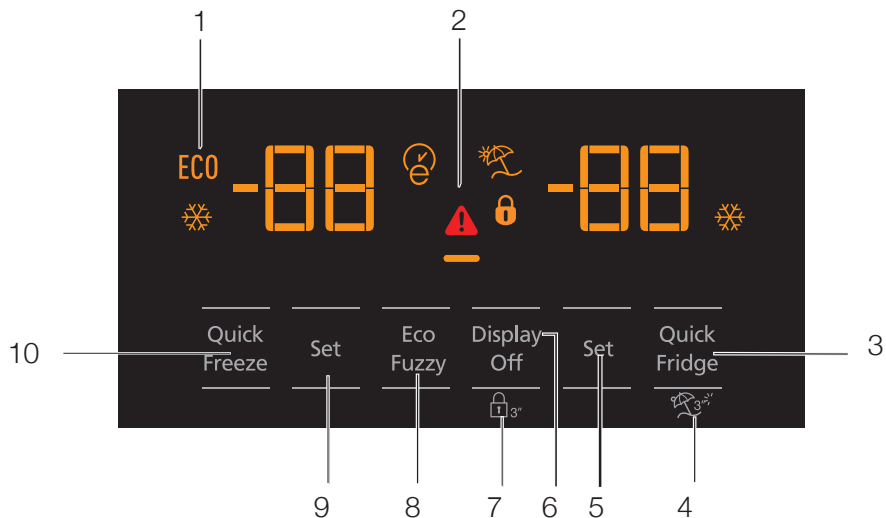 1
2
ECO
-88
e
-88
Quick Freeze
Set
Eco Fuzzy
Display Off
Set
Quick Fridge
3"
3"
10
3
9
8
7
6
5
4